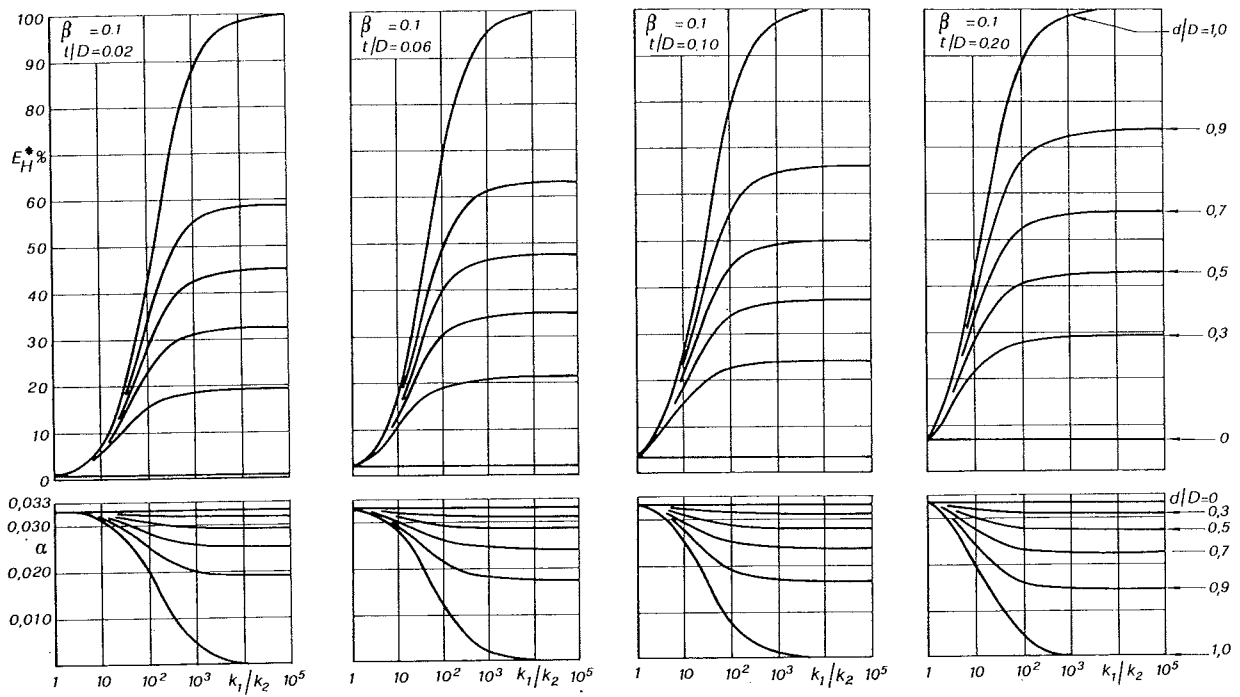 β = 0.1
t/D=0.02
β = 0.1
t/D=0.06
β = 0.1
t/D=0,10
β = 0.1
t/D=0,20
d/D=1,0
0,9
0,7
0,5
0,3
0
100
90
100
80
E*H %
60
50
40
30
20
10
0
0,033
0,030
α
0,020
0,010
d/D=0
0,3
0,5
0,7
0,9
1,0
1 10 10² 10³ k₁/k₂ 10⁵
1 10 10² 10³ k₁/k₂ 10⁵
1 10 10² 10³ k₁/k₂ 10⁵
1 10 10² 10³ k₁/k₂ 10⁵